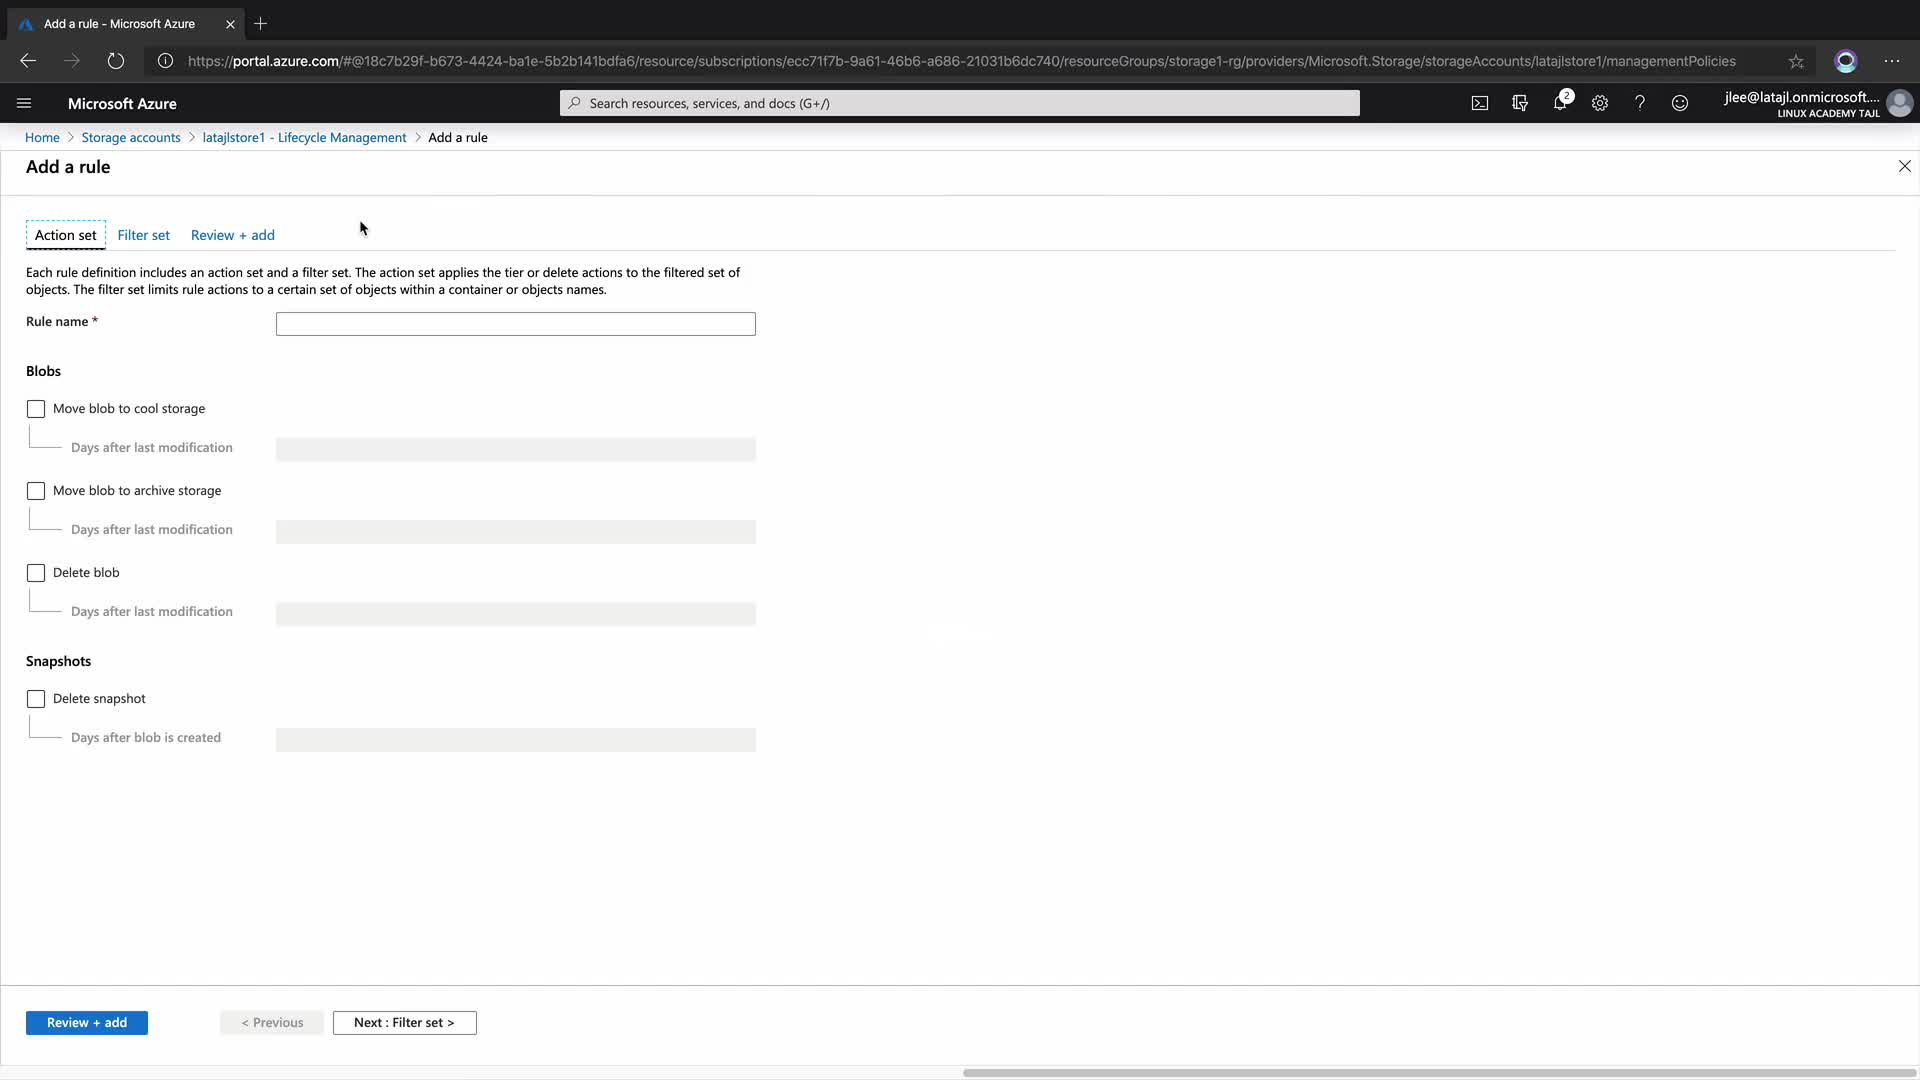 Add a rule - Microsoft Azure
https://portal.azure.com/#@18c7b29f-b673-4424-ba1e-5b2b141bdfa6/resource/subscriptions/ecc71f7b-9a61-46b6-a686-21031b6dc740/resourceGroups/storage1-rg/providers/Microsoft.Storage/storageAccounts/latajlstore1/managementPolicies
Microsoft Azure
Search resources, services, and docs (G+/)
2
jlee@latajl.onmicrosoft....
LINUX ACADEMY TAJL
Home > Storage accounts > latajlstore1 - Lifecycle Management > Add a rule
Add a rule
Action set Filter set Review + add
Each rule definition includes an action set and a filter set. The action set applies the tier or delete actions to the filtered set of
objects. The filter set limits rule actions to a certain set of objects within a container or objects names.
Rule name *
Blobs
Move blob to cool storage
Days after last modification
Move blob to archive storage
Days after last modification
Delete blob
Days after last modification
Snapshots
Delete snapshot
Days after blob is created
Review + add < Previous Next : Filter set >